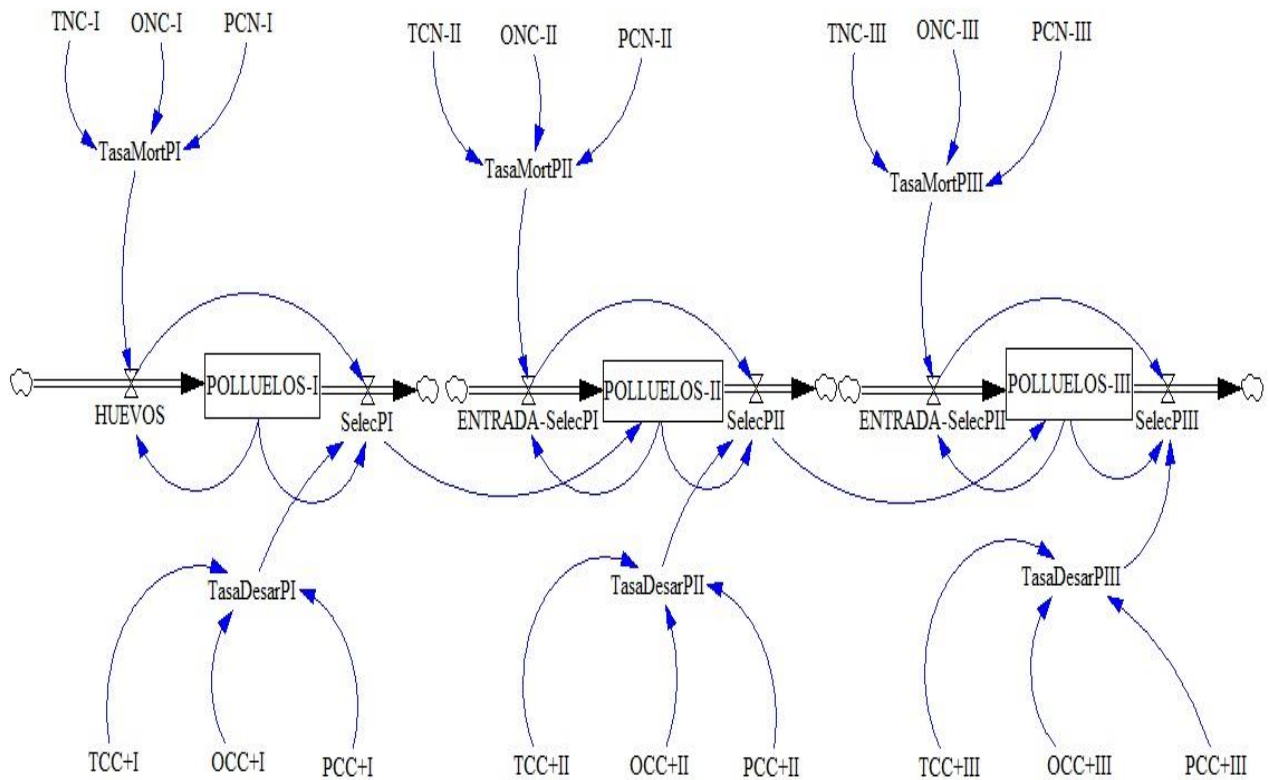 TNC-I
ONC-I
PCN-I
TCN-II
ONC-II
PCN-II
TNC-III
ONC-III
PCN-III
TasaMortPI
TasaMortPII
TasaMortPIII
POLLUELOS-I
POLLUELOS-II
POLLUELOS-III
HUEVOS
SelecPI
ENTRADA-SelecPI
SelecPII
ENTRADA-SelecPII
SelecPIII
TasaDesarPI
TasaDesarPII
TasaDesarPIII
TCC+I
OCC+I
PCC+I
TCC+II
OCC+II
PCC+II
TCC+III
OCC+III
PCC+III